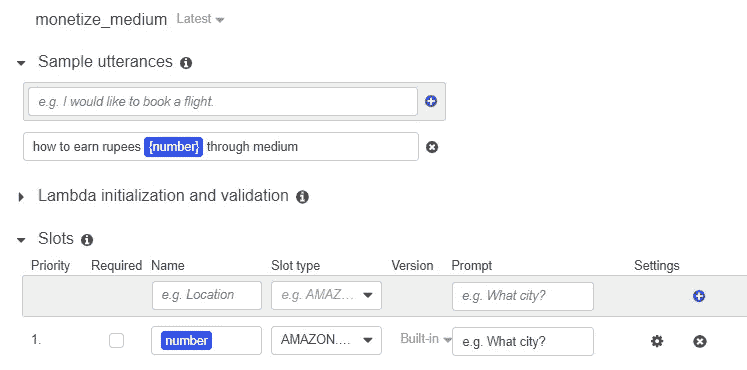 monetize_medium Latest
Sample utterances
e.g. I would like to book a flight.
how to earn rupees {number} through medium
Lambda initialization and validation
Slots
Priority Required Name Slot type Version Prompt Settings
e.g. Location e.g. AMAZ... e.g. What city?
1. number AMAZON.... Built-in e.g. What city?